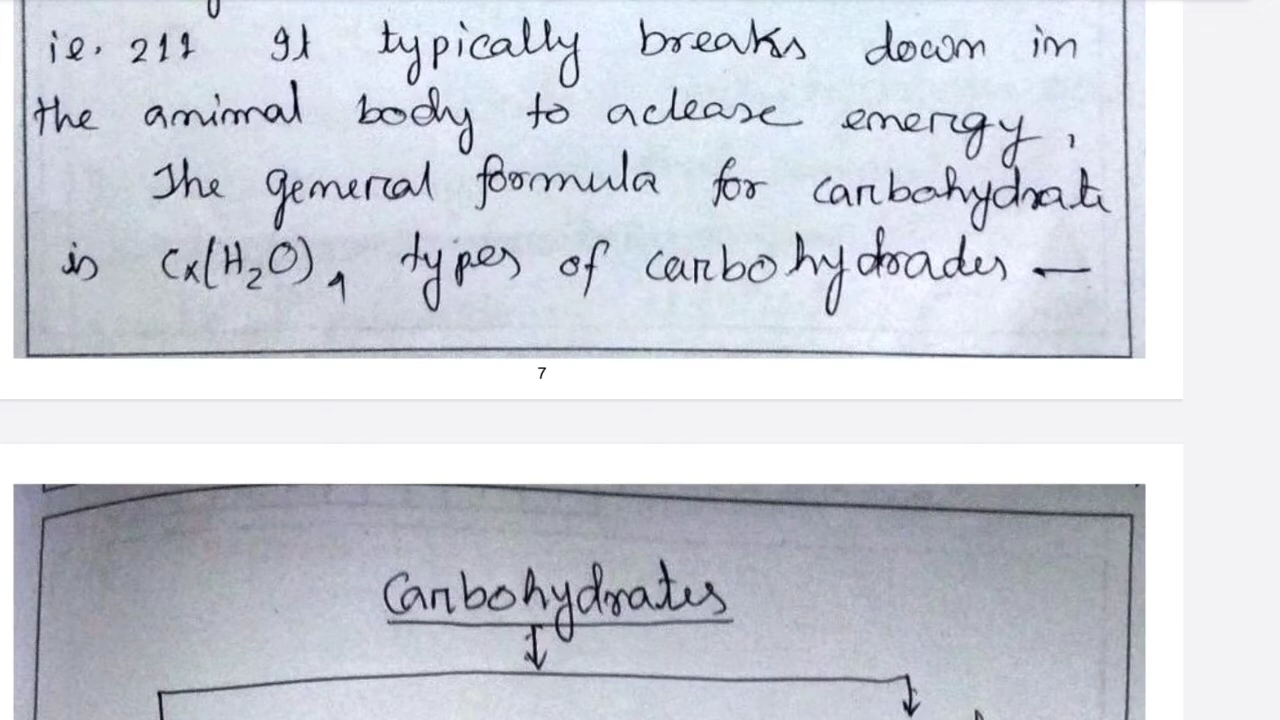 ie. 211 It typically breaks down in
the animal body to aclease energy,
The general formula for carbohydrate
is Cx(H₂O)y types of carbohydrades —
7
Carbohydrates